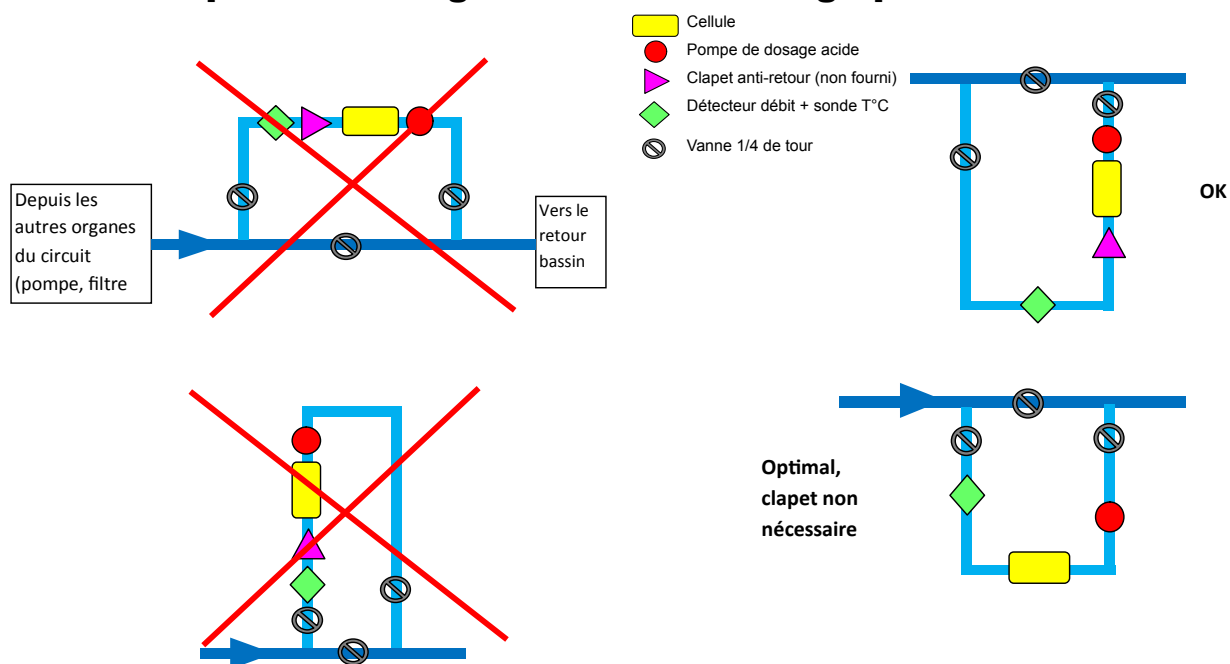 Cellule
Pompe de dosage acide
Clapet anti-retour (non fourni)
Détecteur débit + sonde T°C
Vanne 1/4 de tour
Depuis les
autres organes
du circuit
(pompe, filtre
Vers le
retour
bassin
OK
Optimal,
clapet non
nécessaire